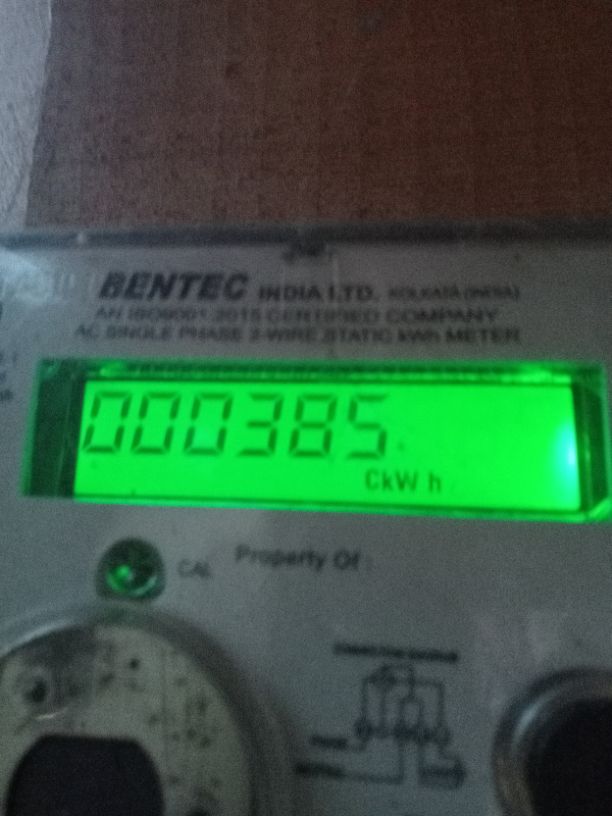 BENTEC INDIA LTD. KOLKATA (INDIA)
AN ISO9001:2015 CERTIFIED COMPANY
AC SINGLE PHASE 2-WIRE STATIC kWh METER
000385
CkWh
CAL
Property Of :